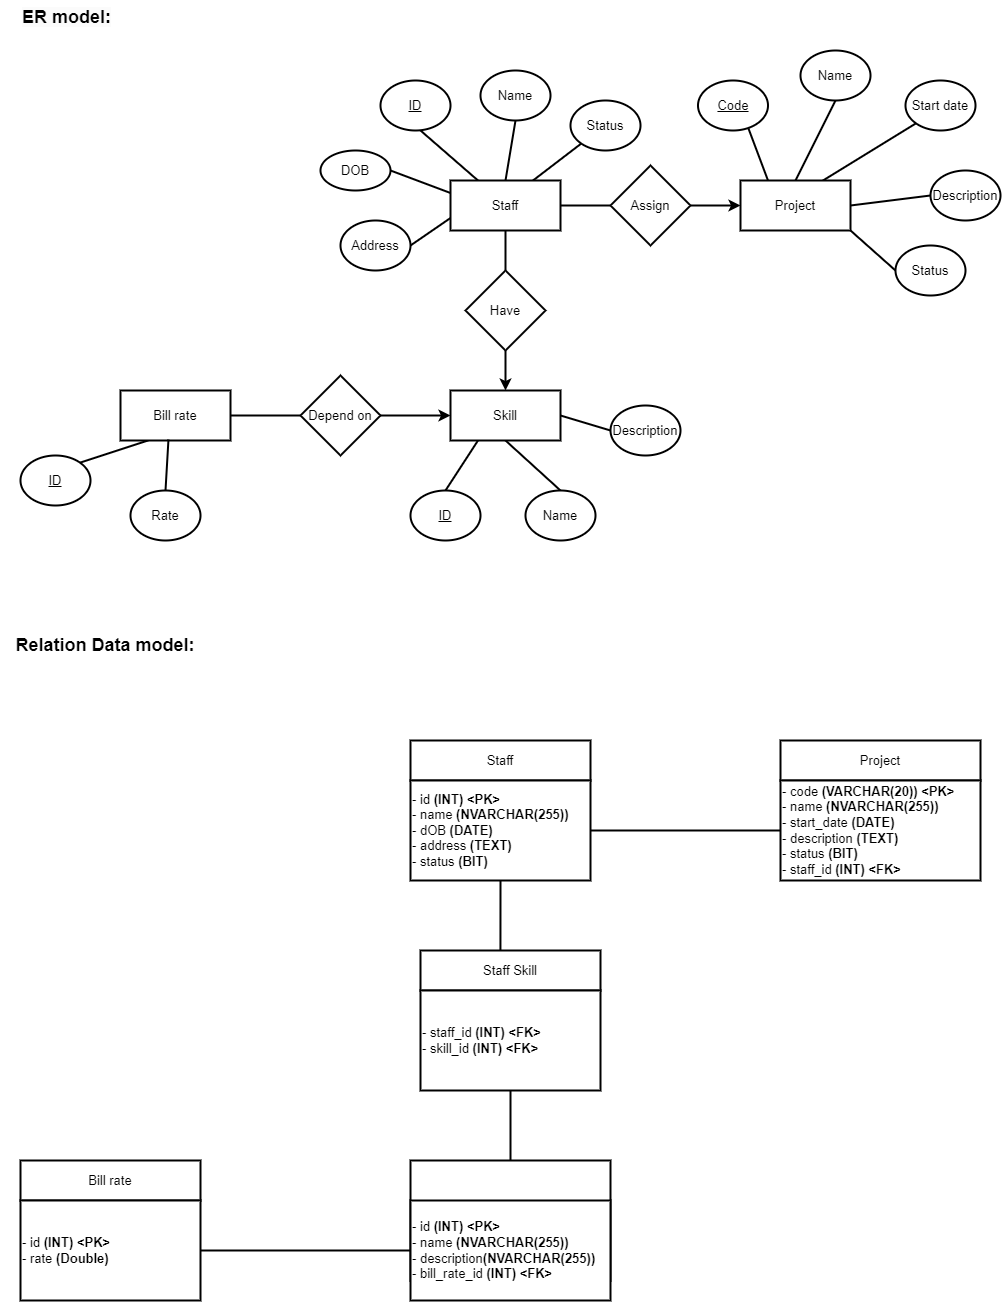 ER model:
ID
Name
Status
DOB
Address
Staff
Assign
Code
Name
Start date
Description
Status
Project
Have
Bill rate
Depend on
Skill
Description
ID
Rate
ID
Name
Relation Data model:
Staff
- id (INT) <PK>
- name (NVARCHAR(255))
- dOB (DATE)
- address (TEXT)
- status (BIT)
Project
- code (VARCHAR(20)) <PK>
- name (NVARCHAR(255))
- start_date (DATE)
- description (TEXT)
- status (BIT)
- staff_id (INT) <FK>
Staff Skill
- staff_id (INT) <FK>
- skill_id (INT) <FK>
Bill rate
- id (INT) <PK>
- rate (Double)
- id (INT) <PK>
- name (NVARCHAR(255))
- description(NVARCHAR(255))
- bill_rate_id (INT) <FK>